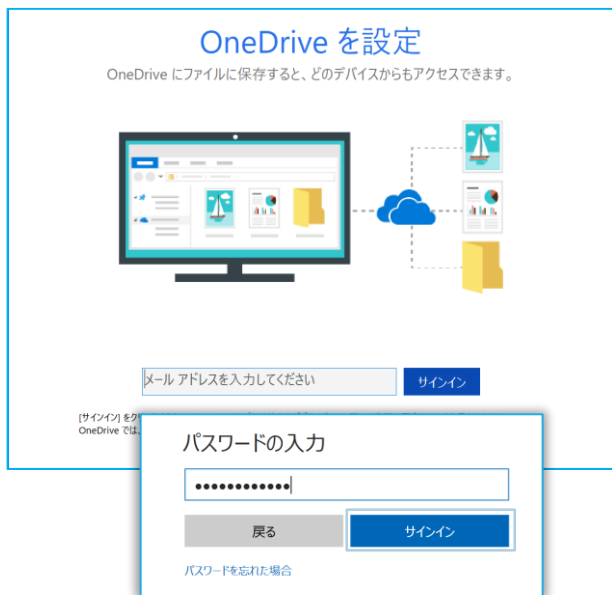 OneDrive を設定
OneDrive にファイルに保存すると、どのデバイスからもアクセスできます。
メール アドレスを入力してください
サインイン
[サインイン] をク
OneDrive では、
パスワードの入力
●●●●●●●●●●●●
戻る
サインイン
パスワードを忘れた場合